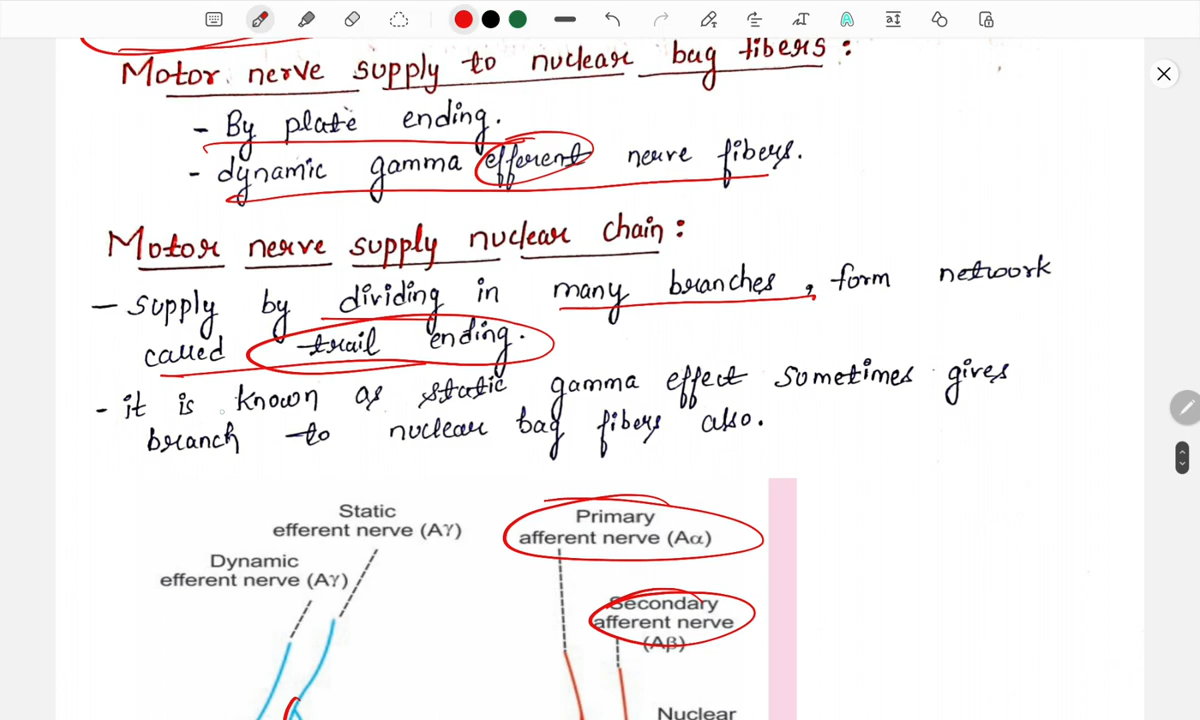 Motor nerve supply to nuclear bag fibers :
- By plate ending.
- dynamic gamma efferent nerve fibers.
Motor nerve supply nuclear chain :
- supply by dividing in many branches, form network
called trail ending.
- it is known as static gamma effect sometimes gives
branch to nuclear bag fibers also.
Static
efferent nerve (Aγ)
Dynamic
efferent nerve (Aγ)
Primary
afferent nerve (Aα)
Secondary
afferent nerve
(Aβ)
Nuclear